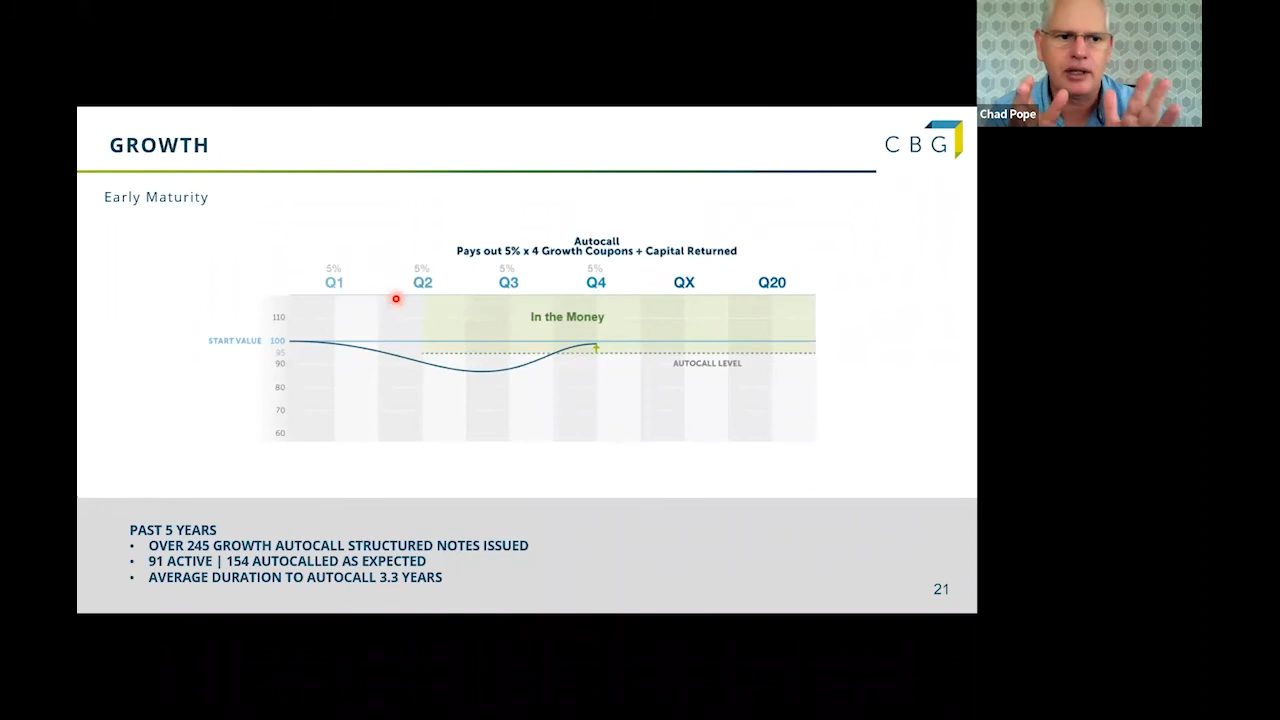 Chad Pope
GROWTH
CBG
Early Maturity
Autocall
Pays out 5% x 4 Growth Coupons + Capital Returned
5% 5% 5% 5%
Q1 Q2 Q3 Q4 QX Q20
110
In the Money
START VALUE 100
95
90
AUTOCALL LEVEL
80
70
60
PAST 5 YEARS
• OVER 245 GROWTH AUTOCALL STRUCTURED NOTES ISSUED
• 91 ACTIVE | 154 AUTOCALLED AS EXPECTED
• AVERAGE DURATION TO AUTOCALL 3.3 YEARS
21